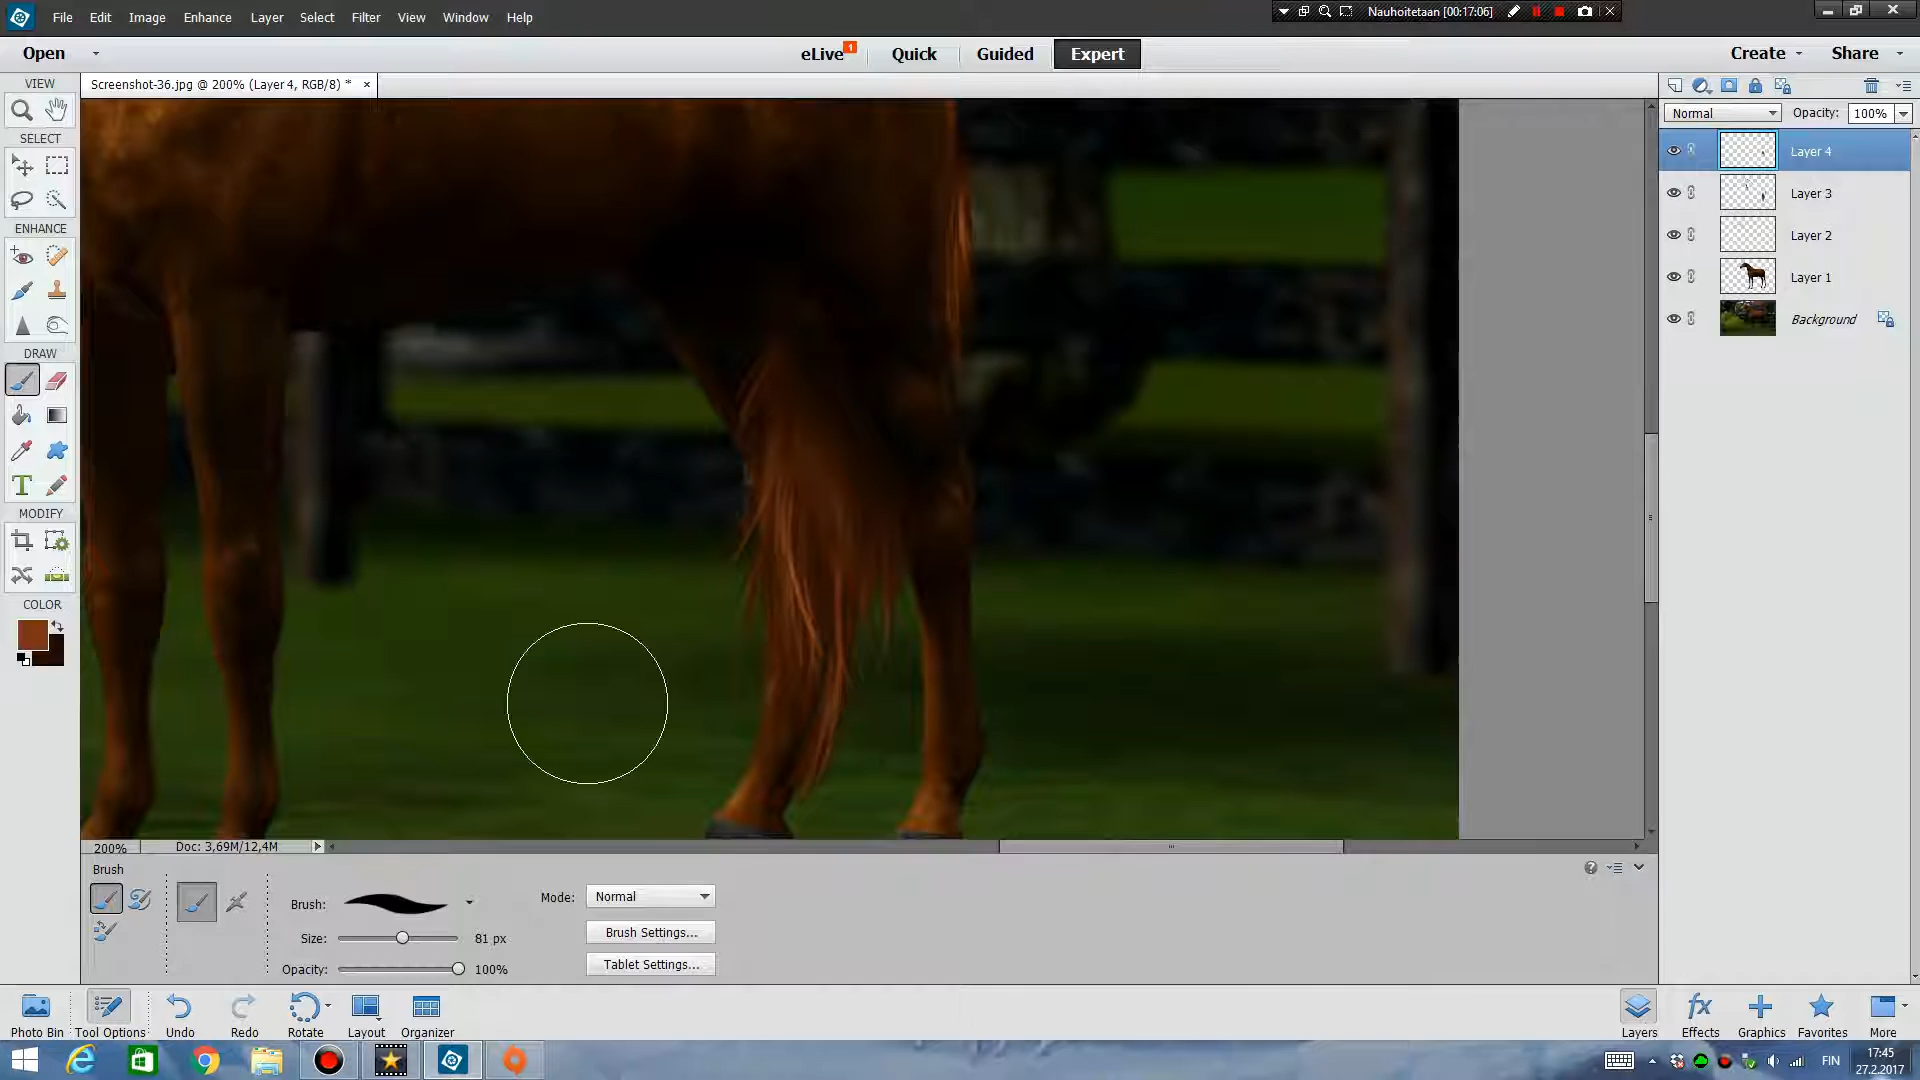 File Edit Image Enhance Layer Select Filter View Window Help
Nauhoitetaan [00:17:06]
Open
eLive 1 Quick Guided Expert
Create Share
Screenshot-36.jpg @ 200% (Layer 4, RGB/8) * ×
VIEW
SELECT
ENHANCE
DRAW
T
MODIFY
COLOR
Normal Opacity: 100%
Layer 4
Layer 3
Layer 2
Layer 1
Background
200% Doc: 3,69M/12,4M
Brush
Brush: Mode: Normal
Size: 81 px Brush Settings...
Opacity: 100% Tablet Settings...
Photo Bin Tool Options Undo Redo Rotate Layout Organizer
fx
Layers Effects Graphics Favorites More
FIN
17:45
27.2.2017